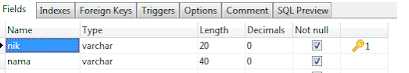 Fields Indexes Foreign Keys Triggers Options Comment SQL Preview
Name Type Length Decimals Not null
nik varchar 20 0 1
nama varchar 40 0